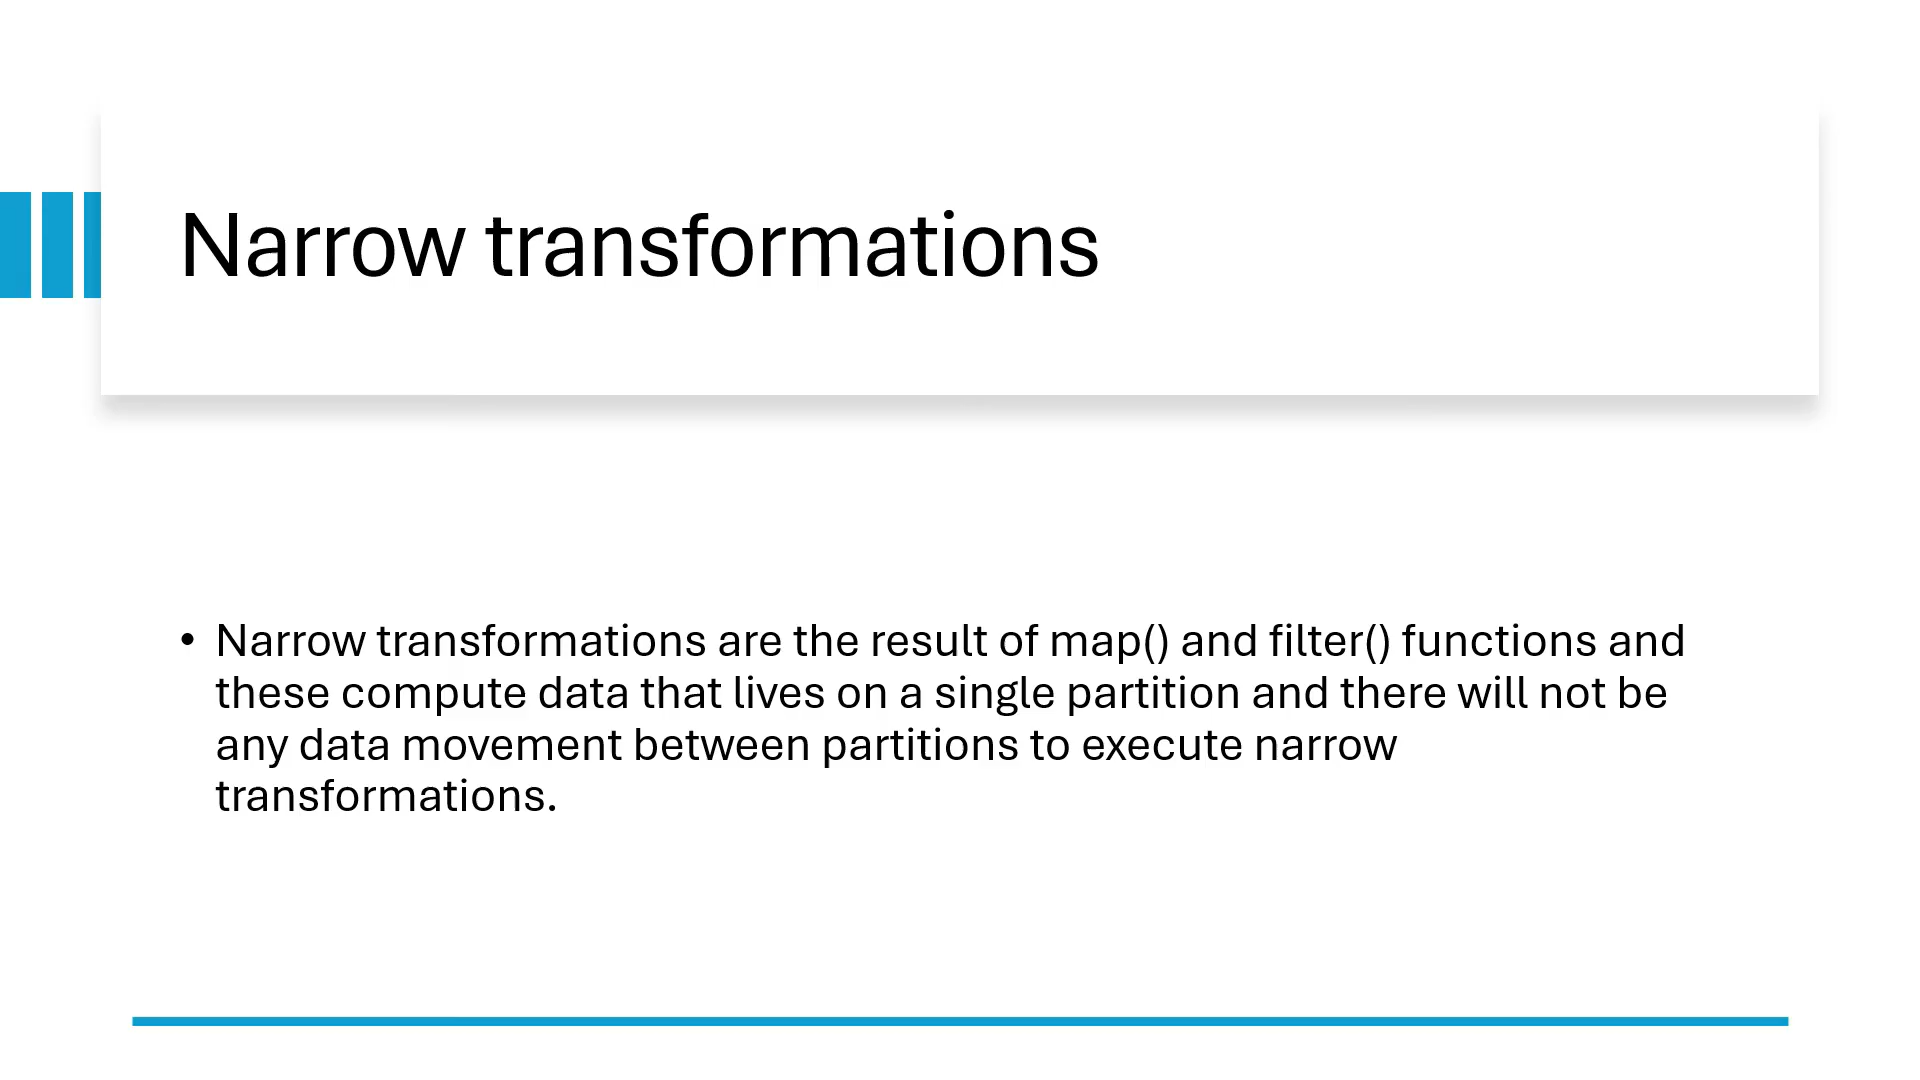 Narrow transformations
• Narrow transformations are the result of map() and filter() functions and
these compute data that lives on a single partition and there will not be
any data movement between partitions to execute narrow
transformations.